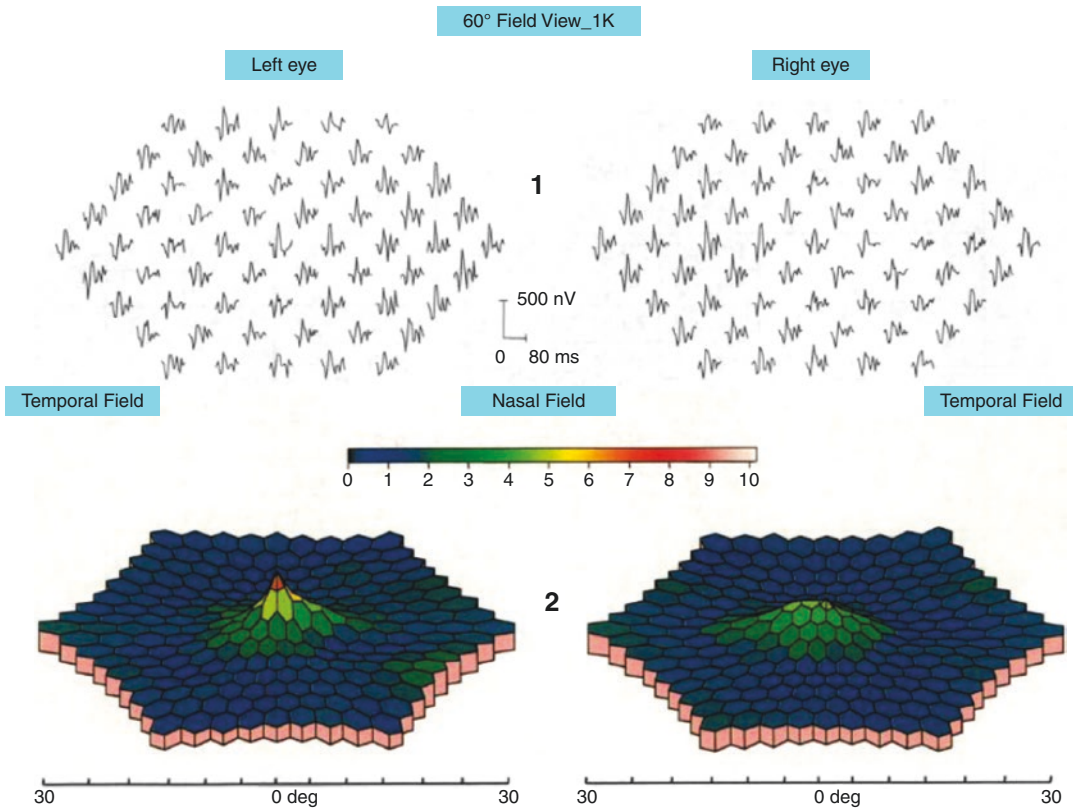 60° Field View_1K
Left eye
Right eye
1
500 nV
0 80 ms
Temporal Field
Nasal Field
Temporal Field
0 1 2 3 4 5 6 7 8 9 10
2
30 0 deg 30
30 0 deg 30